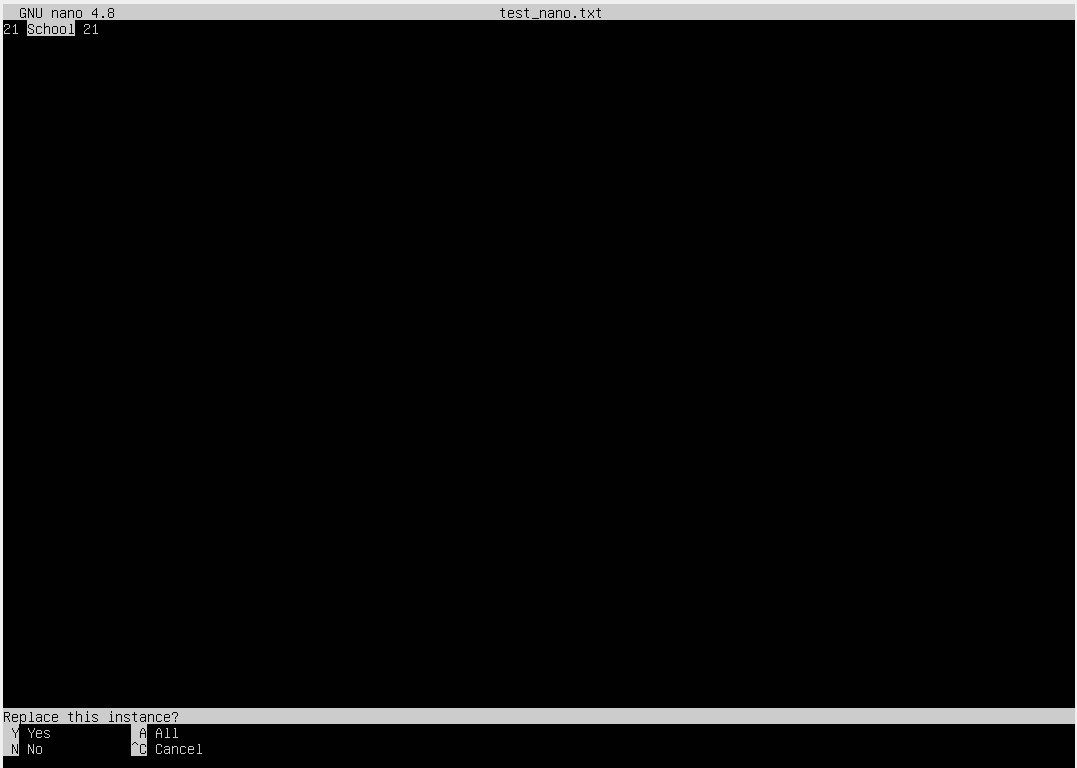 GNU nano 4.8 test_nano.txt
21 School 21
Replace this instance?
Y Yes A All
N No ^C Cancel